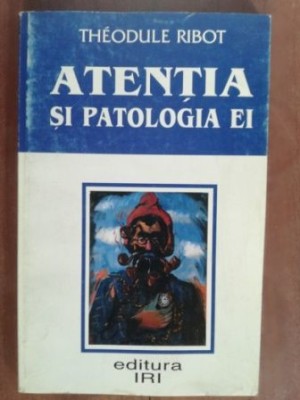 THÉODULE RIBOT
ATENȚIA
ȘI PATOLOGIA EI
editura
IRI